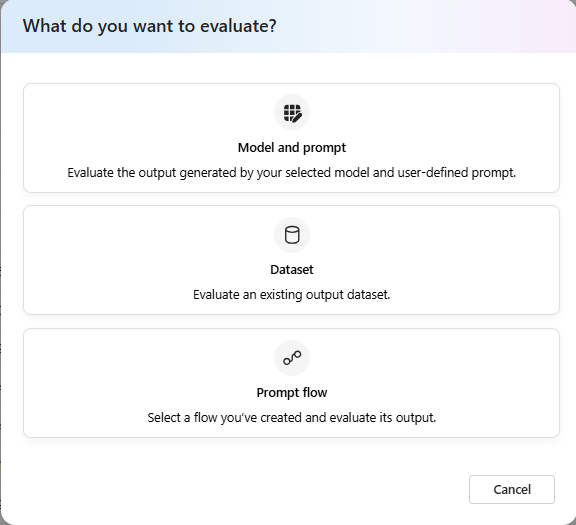 What do you want to evaluate?
Model and prompt
Evaluate the output generated by your selected model and user-defined prompt.
Dataset
Evaluate an existing output dataset.
Prompt flow
Select a flow you've created and evaluate its output.
Cancel